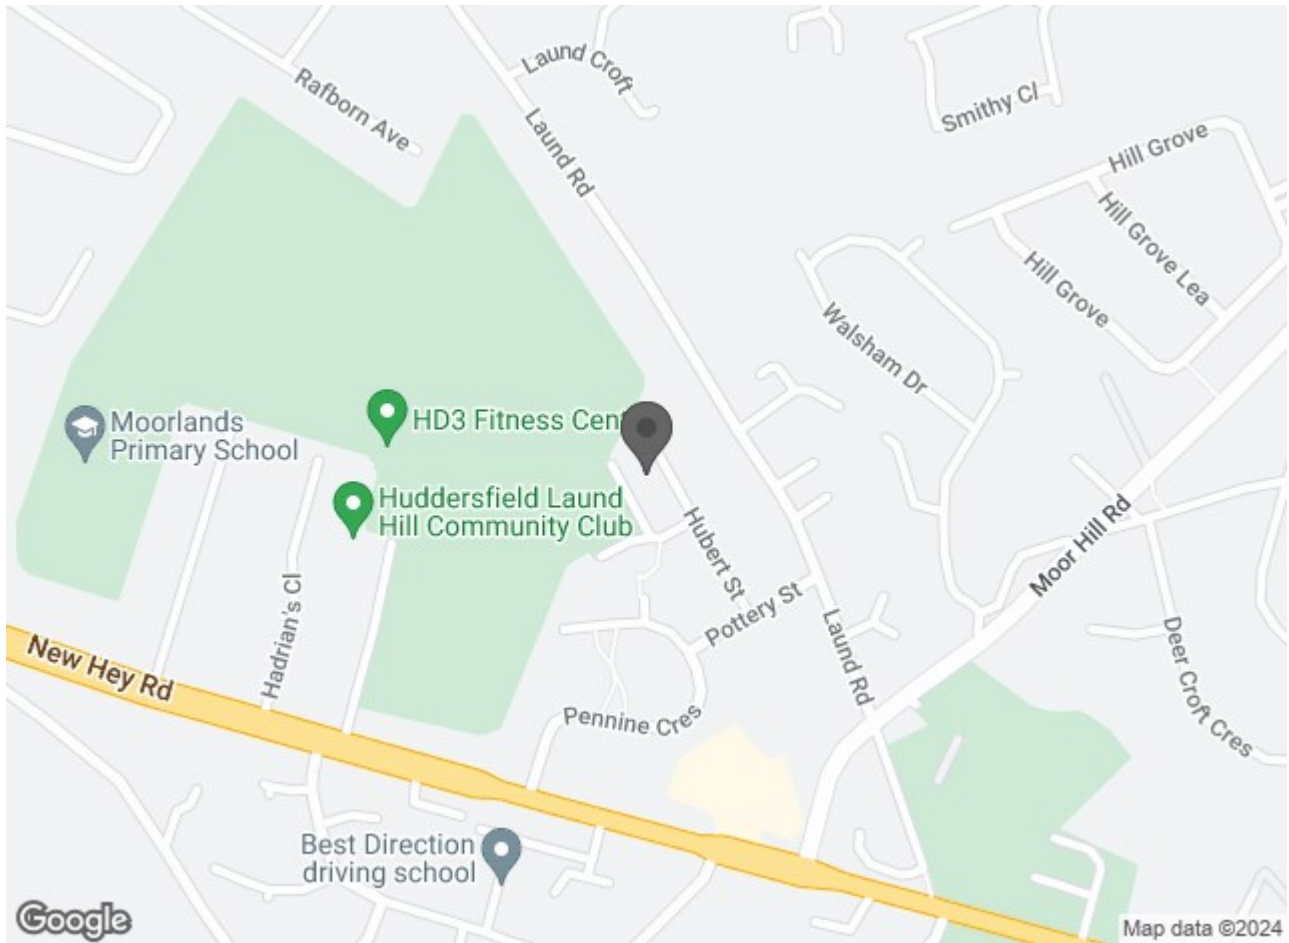 Laund Croft
Rafborn Ave
Laund Rd
Smithy Cl
Hill Grove
Hill Grove Lea
Hill Grove
Walsham Dr
Moorlands
Primary School
HD3 Fitness Cent
Huddersfield Laund
Hill Community Club
Hubert St
Moor Hill Rd
Pottery St
Hadrian's Cl
Laund Rd
Deer Croft Cres
New Hey Rd
Pennine Cres
Best Direction
driving school
Google
Map data ©2024